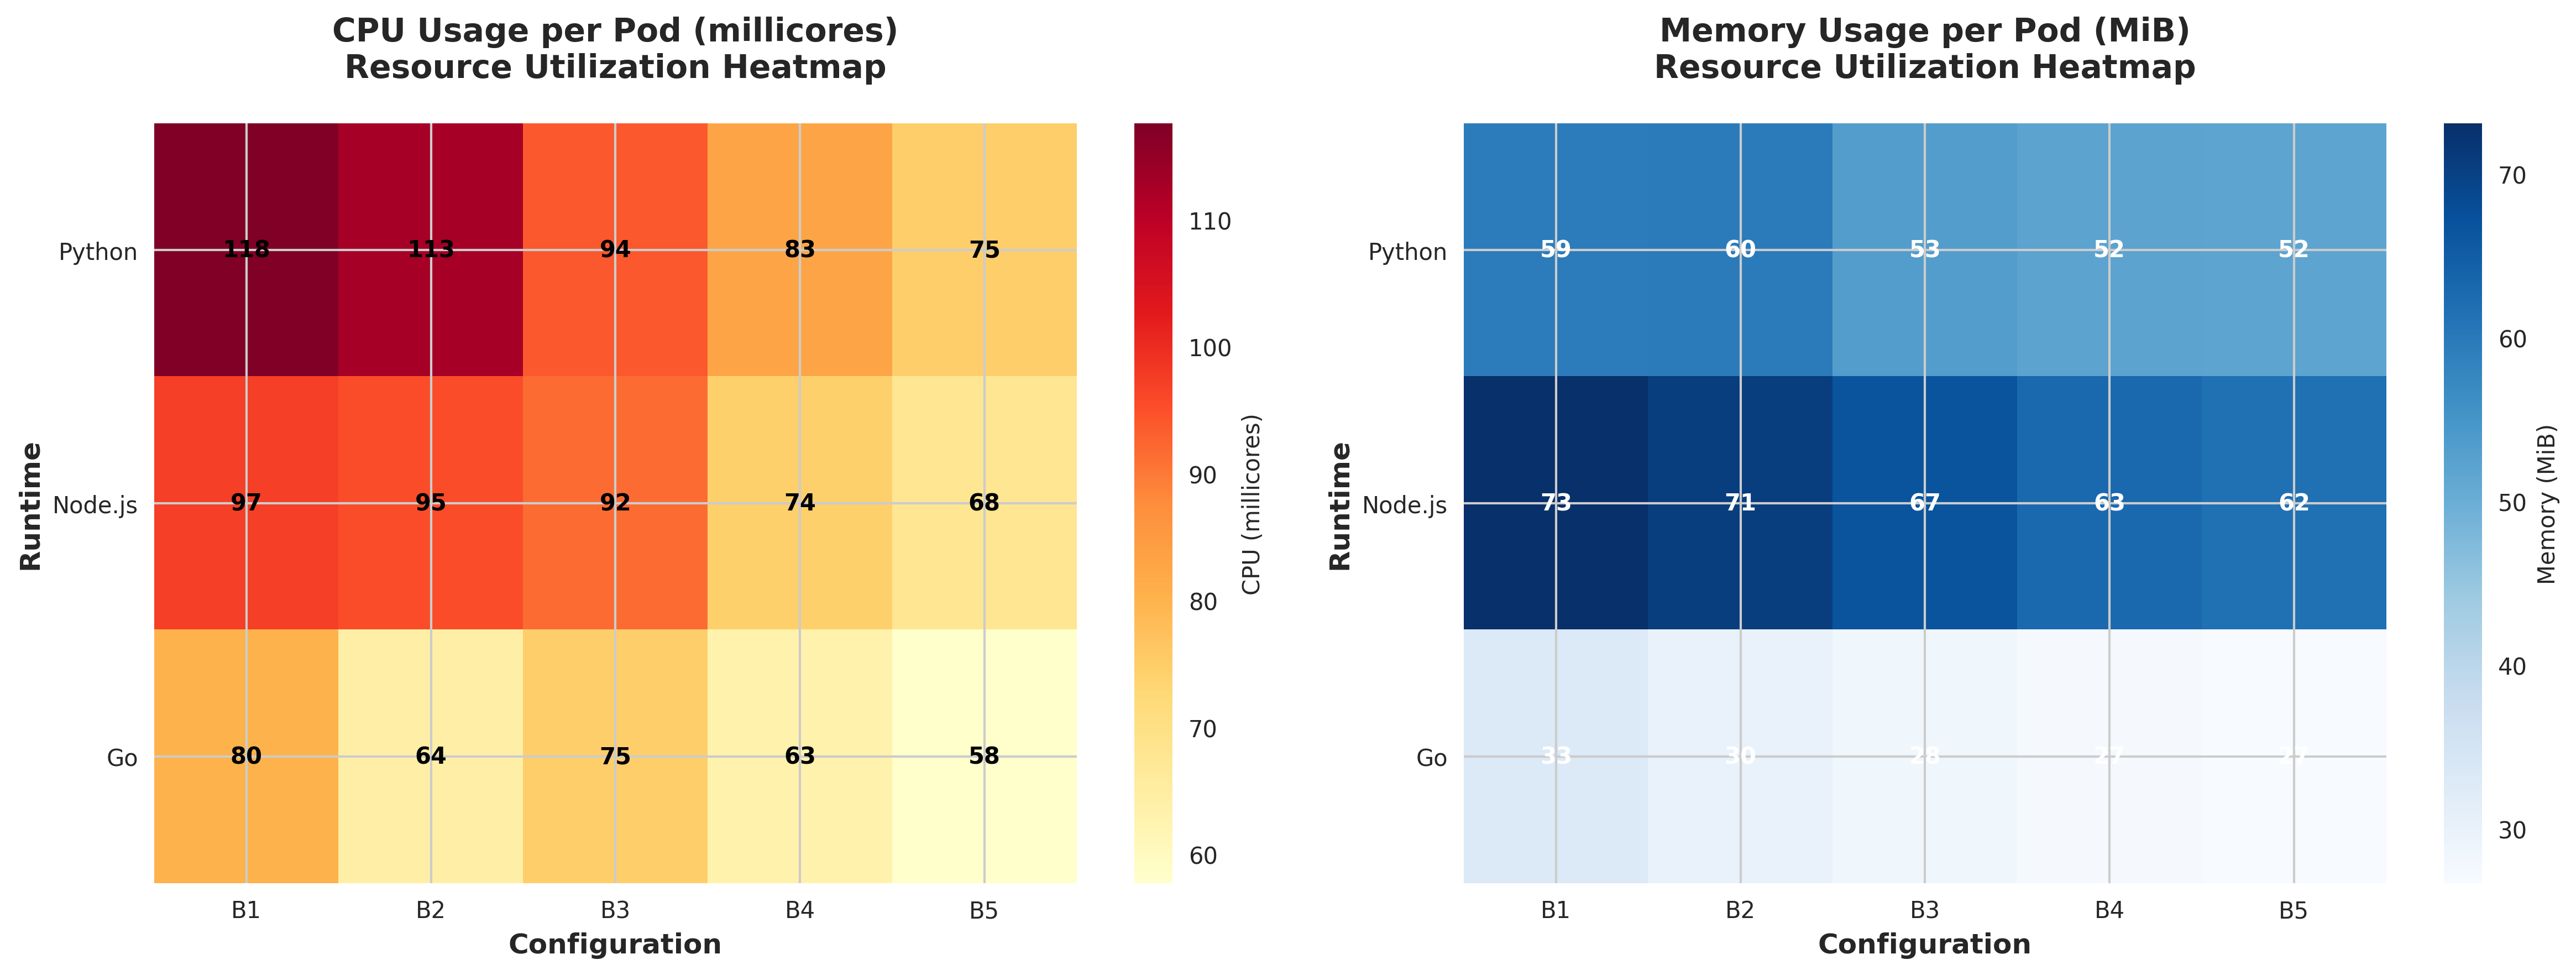 CPU Usage per Pod (millicores)
Resource Utilization Heatmap
Runtime
Python
118 113 94 83 75
Node.js
97 95 92 74 68
Go
80 64 75 63 58
B1 B2 B3 B4 B5
Configuration
110
100
90
80
70
60
CPU (millicores)
Memory Usage per Pod (MiB)
Resource Utilization Heatmap
Runtime
Python
59 60 53 52 52
Node.js
73 71 67 63 62
Go
33 30 28 27 27
B1 B2 B3 B4 B5
Configuration
70
60
50
40
30
Memory (MiB)